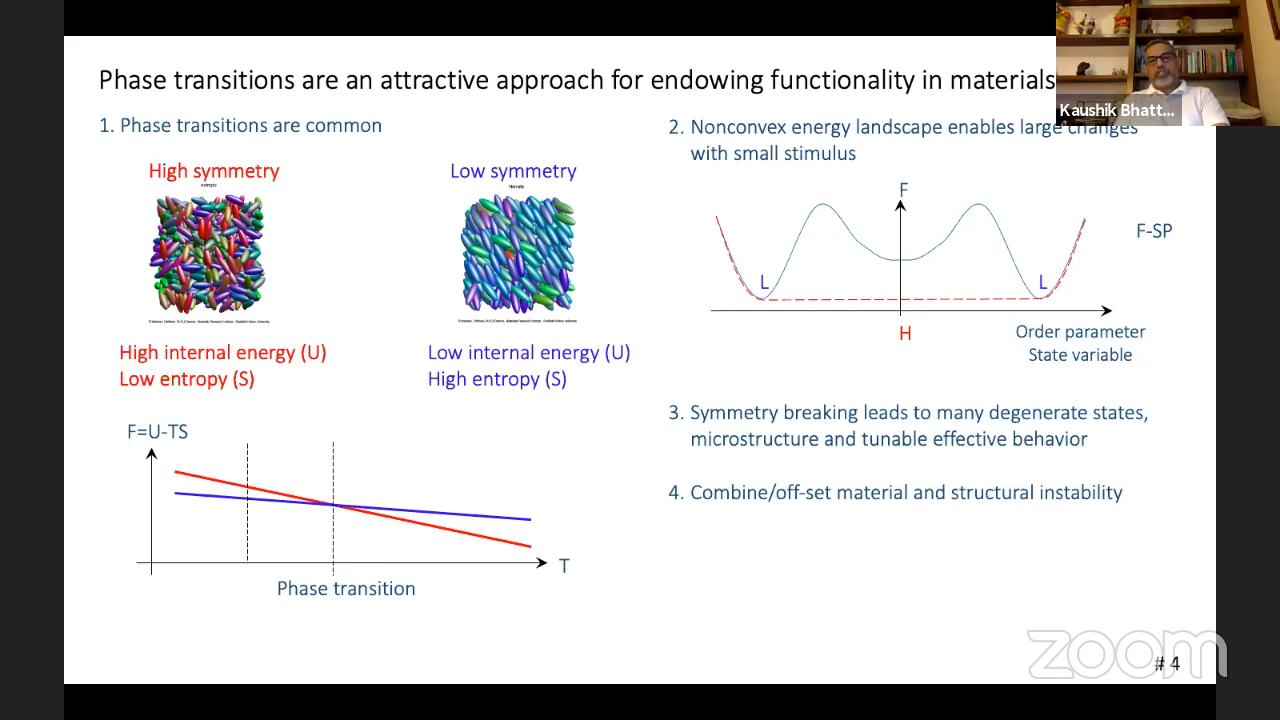 Phase transitions are an attractive approach for endowing functionality in materials
Kaushik Bhatt...
1. Phase transitions are common
High symmetry
Low symmetry
Isotropic
Nematic
High internal energy (U)
Low entropy (S)
Low internal energy (U)
High entropy (S)
F=U-TS
T
Phase transition
2. Nonconvex energy landscape enables large changes
with small stimulus
F
F-SP
L
L
H
Order parameter
State variable
3. Symmetry breaking leads to many degenerate states,
microstructure and tunable effective behavior
4. Combine/off-set material and structural instability
zoom
# 4